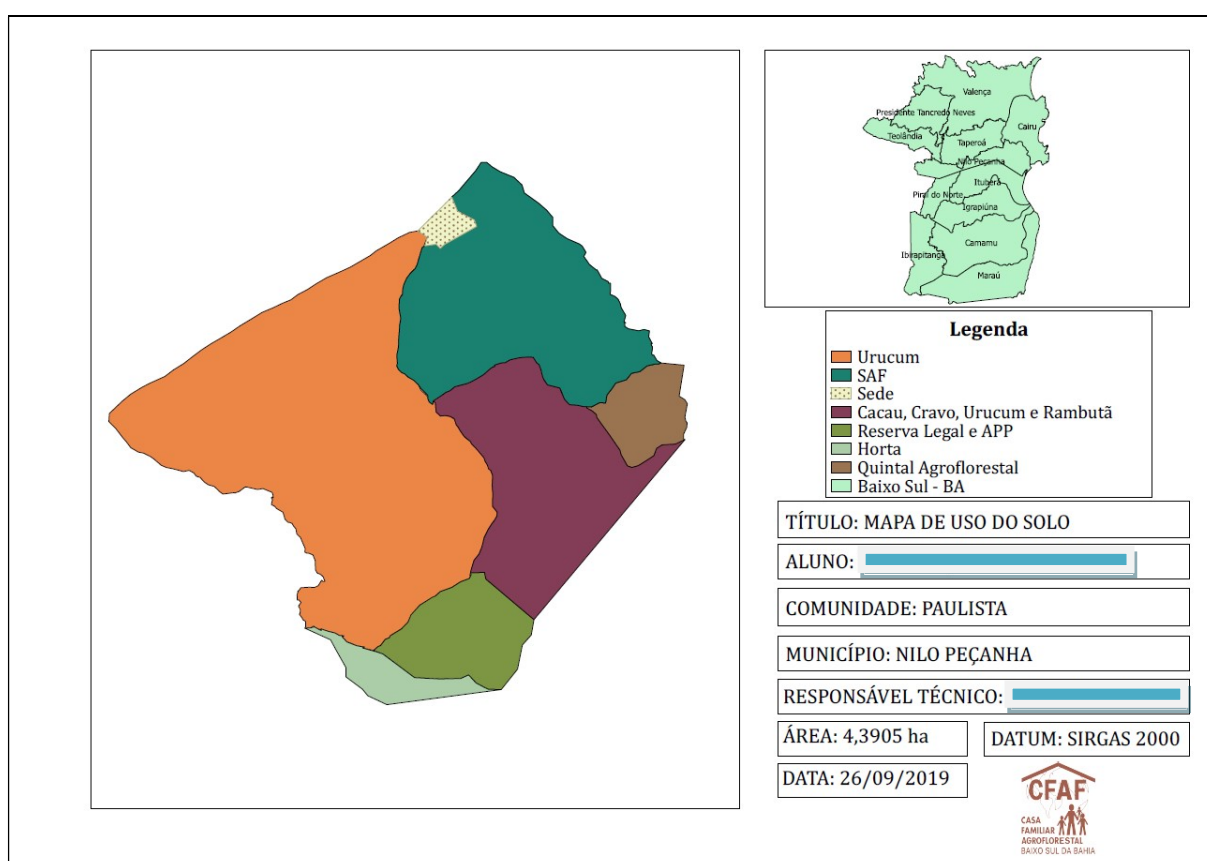 Valença
Presidente Tancredo Neves
Cairu
Teolândia
Taperoá
Nilo Peçanha
Ituberá
Piraí do Norte
Igrapiúna
Camamu
Ibirapitanga
Maraú
Legenda
Urucum
SAF
Sede
Cacau, Cravo, Urucum e Rambutã
Reserva Legal e APP
Horta
Quintal Agroflorestal
Baixo Sul - BA
TÍTULO: MAPA DE USO DO SOLO
ALUNO:
COMUNIDADE: PAULISTA
MUNICÍPIO: NILO PEÇANHA
RESPONSÁVEL TÉCNICO:
ÁREA: 4,3905 ha
DATUM: SIRGAS 2000
DATA: 26/09/2019
CFAF
CASA
FAMILIAR
AGROFLORESTAL
BAIXO SUL DA BAHIA